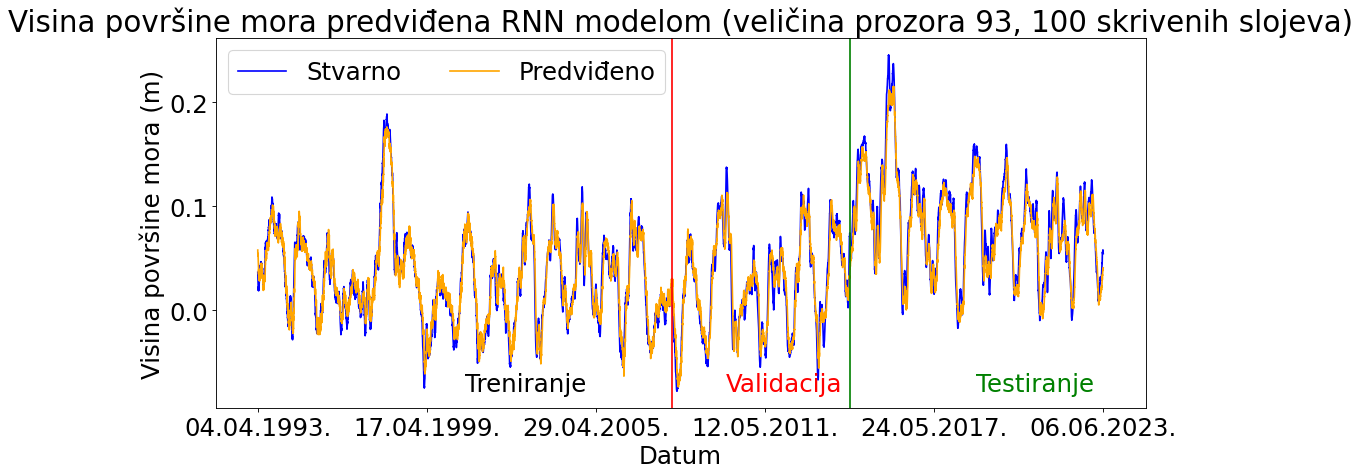 Visina površine mora predviđena RNN modelom (veličina prozora 93, 100 skrivenih slojeva)
Stvarno Predviđeno
Visina površine mora (m)
0.2
0.1
0.0
Treniranje Validacija Testiranje
04.04.1993. 17.04.1999. 29.04.2005. 12.05.2011. 24.05.2017. 06.06.2023.
Datum